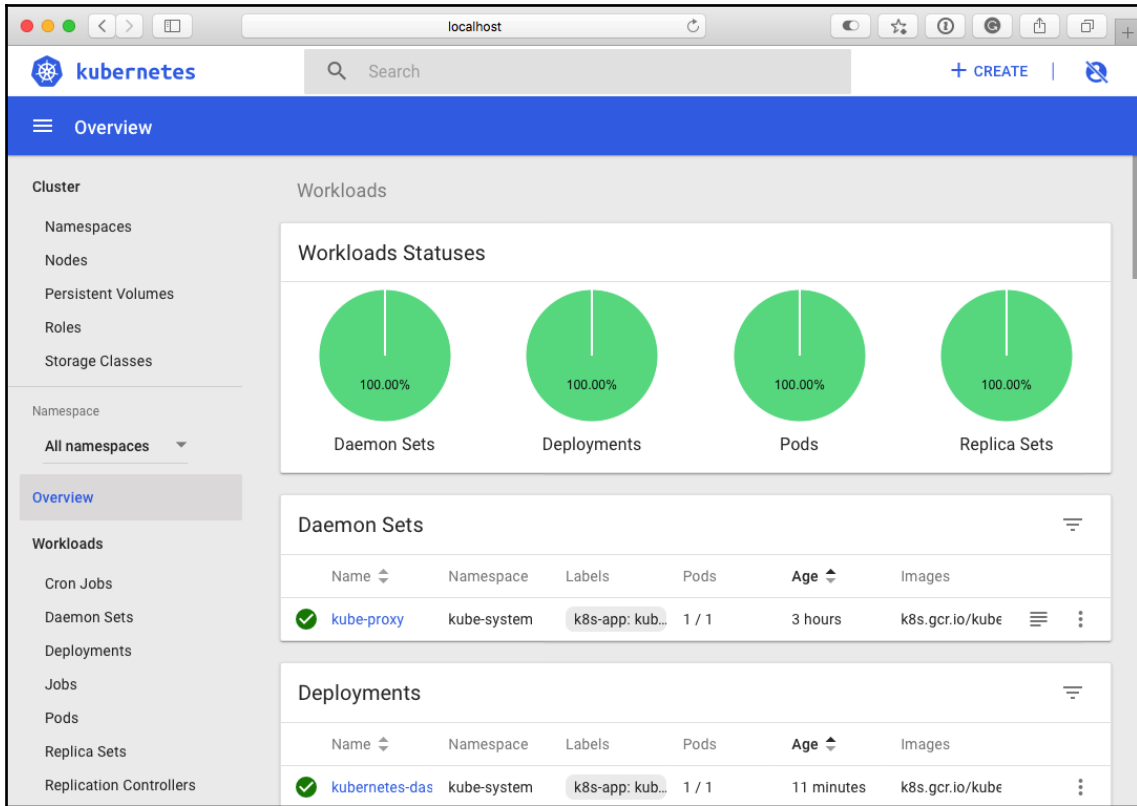 localhost
kubernetes
Search
+ CREATE
Overview
Cluster
Namespaces
Nodes
Persistent Volumes
Roles
Storage Classes
Namespace
All namespaces
Overview
Workloads
Cron Jobs
Daemon Sets
Deployments
Jobs
Pods
Replica Sets
Replication Controllers
Workloads
Workloads Statuses
100.00% 100.00% 100.00% 100.00%
Daemon Sets Deployments Pods Replica Sets
Daemon Sets
Name Namespace Labels Pods Age Images
kube-proxy kube-system k8s-app: kub... 1 / 1 3 hours k8s.gcr.io/kube
Deployments
Name Namespace Labels Pods Age Images
kubernetes-das kube-system k8s-app: kub... 1 / 1 11 minutes k8s.gcr.io/kube